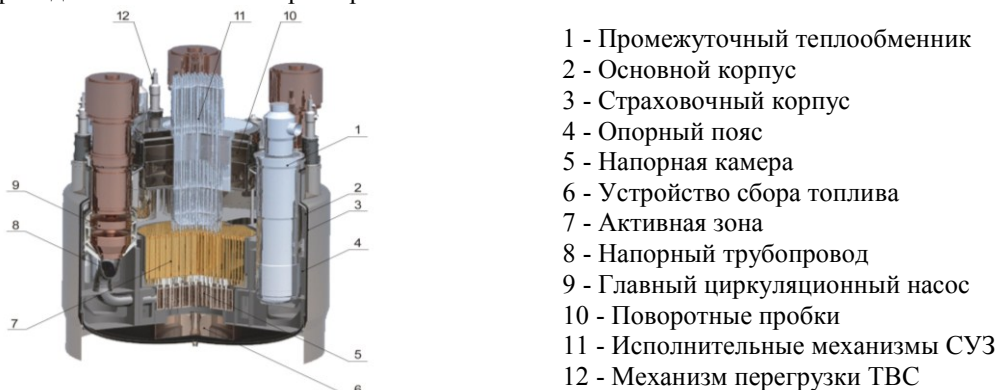 12
11
10
1
9
2
3
8
4
7
5
6
1 - Промежуточный теплообменник
2 - Основной корпус
3 - Страховочный корпус
4 - Опорный пояс
5 - Напорная камера
6 - Устройство сбора топлива
7 - Активная зона
8 - Напорный трубопровод
9 - Главный циркуляционный насос
10 - Поворотные пробки
11 - Исполнительные механизмы СУЗ
12 - Механизм перегрузки ТВС